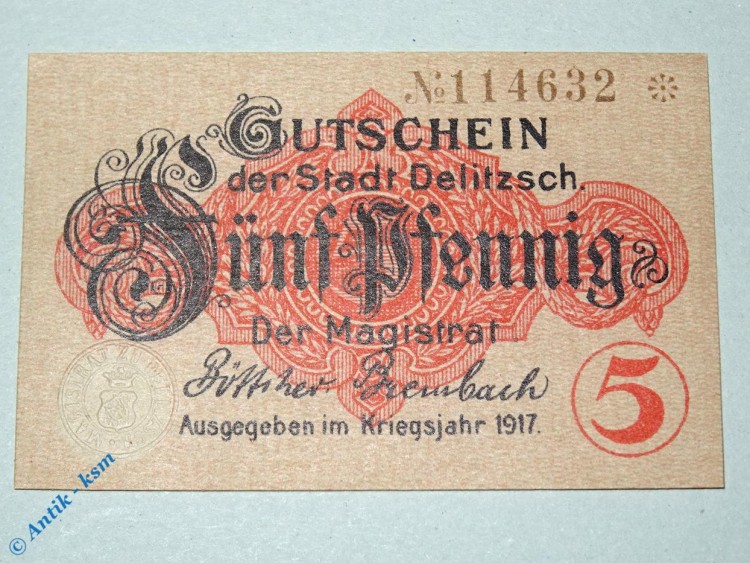 №114632 ❊
GUTSCHEIN
der Stadt Delitzsch.
Fünf Pfennig
Der Magistrat
Böttcher Brembach
Ausgegeben im Kriegsjahr 1917.
5
© Antik - ksm